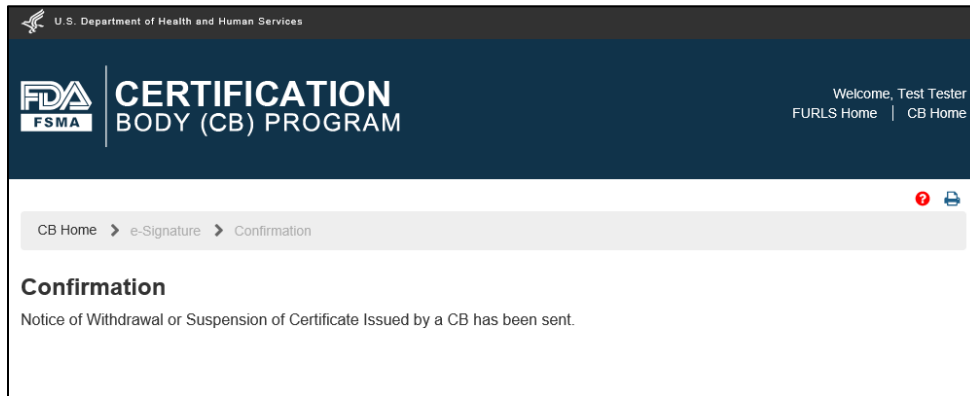 U.S. Department of Health and Human Services
FDA
FSMA
CERTIFICATION
BODY (CB) PROGRAM
Welcome, Test Tester
FURLS Home | CB Home
CB Home > e-Signature > Confirmation
Confirmation
Notice of Withdrawal or Suspension of Certificate Issued by a CB has been sent.